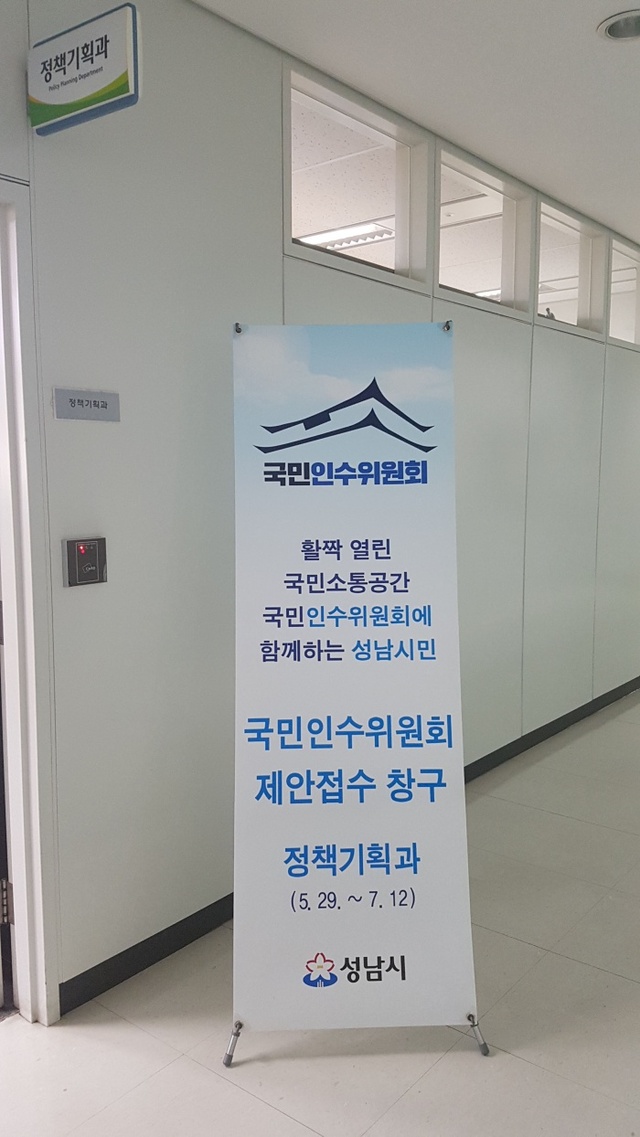 정책기획과
Policy Planning Department
정책기획과
국민인수위원회
활짝 열린
국민소통공간
국민인수위원회에
함께하는 성남시민
국민인수위원회
제안접수 창구
정책기획과
(5. 29. ~ 7. 12)
성남시